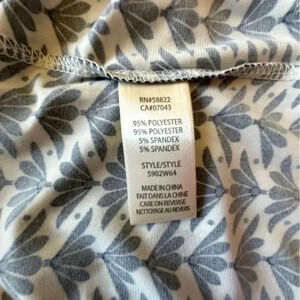 RN#58822
CA#07043
95% POLYESTER
95% POLYESTER
5% SPANDEX
5% SPANDEX
STYLE/STYLE
5902W64
MADE IN CHINA
FAIT DANS LA CHINE
CARE ON REVERSE
NETTOYAGE AU REVERS